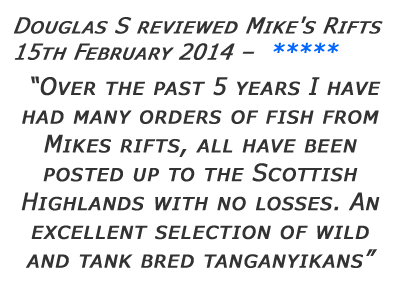 Douglas S reviewed Mike's Rifts
15th February 2014 – *****
“Over the past 5 years I have
had many orders of fish from
Mikes rifts, all have been
posted up to the Scottish
Highlands with no losses. An
excellent selection of wild
and tank bred tanganyikans”